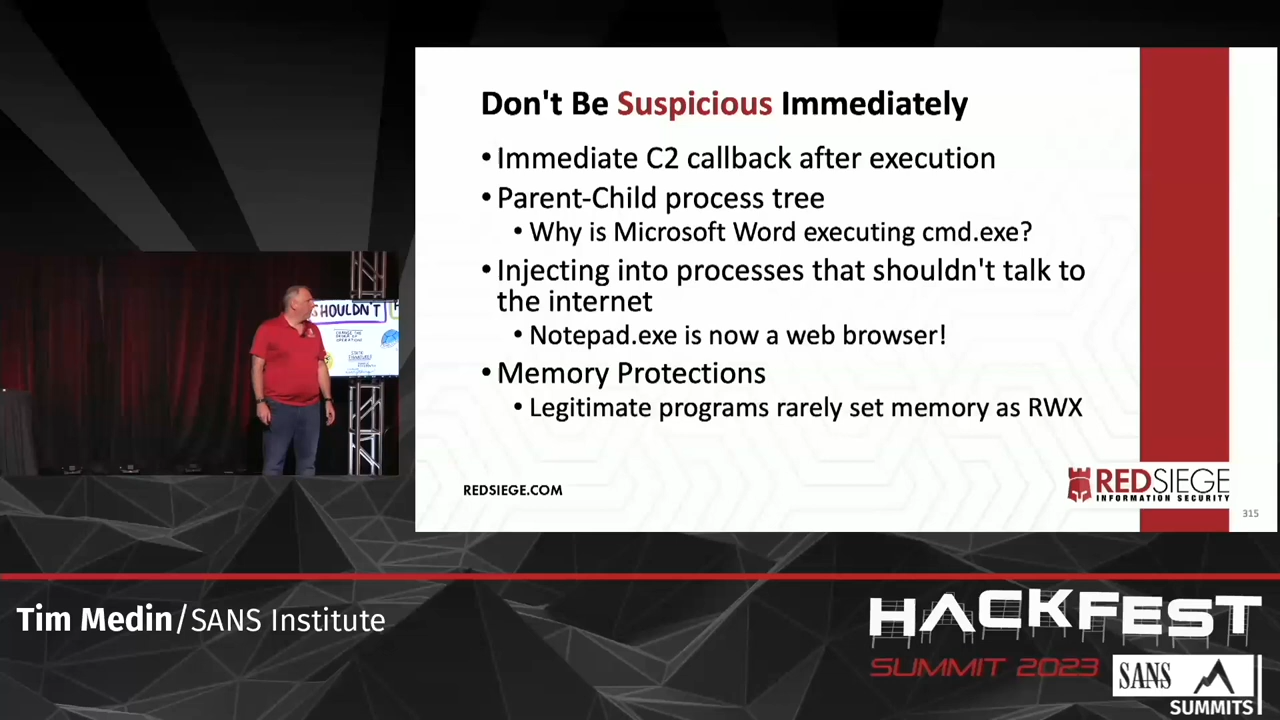 Don't Be Suspicious Immediately
• Immediate C2 callback after execution
• Parent-Child process tree
• Why is Microsoft Word executing cmd.exe?
• Injecting into processes that shouldn't talk to
the internet
• Notepad.exe is now a web browser!
• Memory Protections
• Legitimate programs rarely set memory as RWX
REDSIEGE.COM
REDSIEGE
INFORMATION SECURITY
315
SHOULDN'T
Tim Medin/SANS Institute
HACKFEST
SUMMIT 2023
SANS
SUMMITS